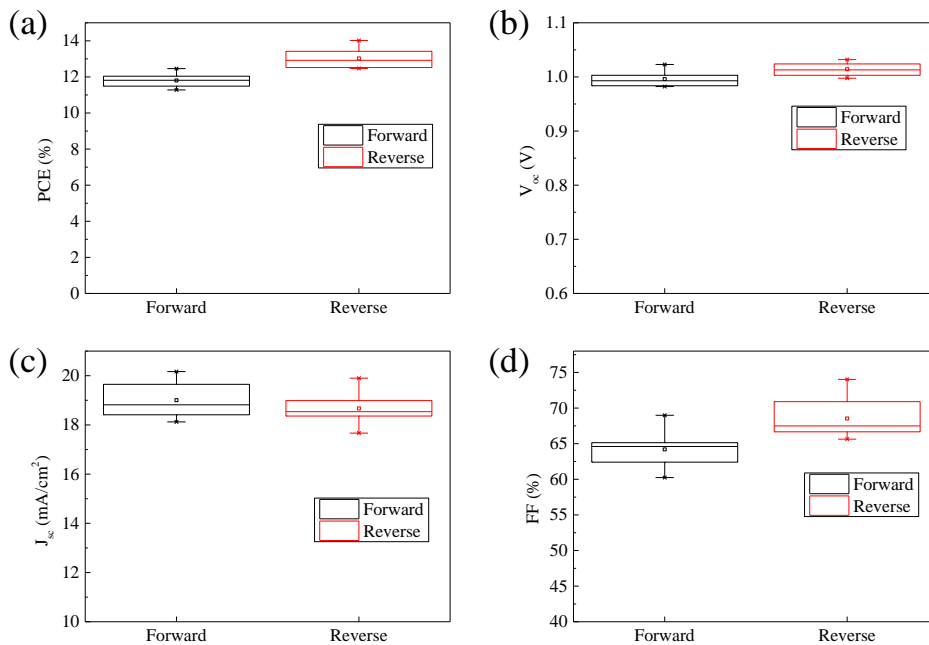 (a)
14
12
10
8
6
4
2
0
PCE (%)
Forward
Reverse
Forward
Reverse
(b)
1.1
1.0
0.9
0.8
0.7
0.6
V_oc (V)
Forward
Reverse
Forward
Reverse
(c)
20
18
16
14
12
10
J_sc (mA/cm²)
Forward
Reverse
Forward
Reverse
(d)
75
70
65
60
55
50
45
40
FF (%)
Forward
Reverse
Forward
Reverse